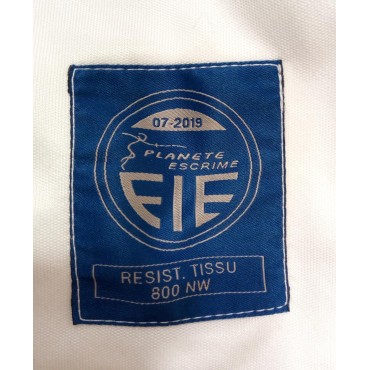 07-2019
PLANETE
ESCRIME
FIE
RESIST. TISSU
800 NW